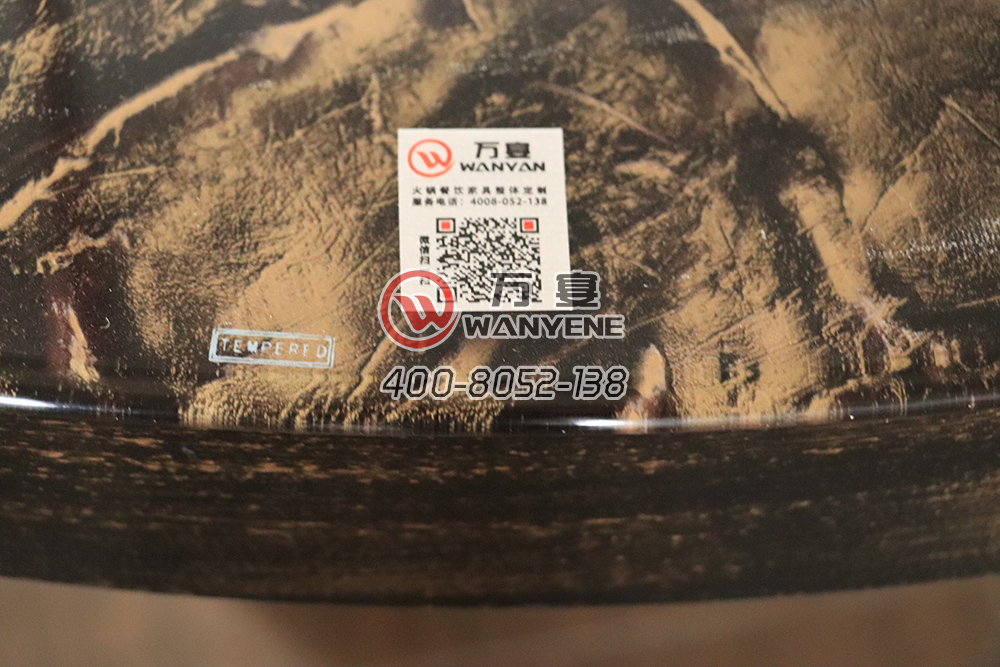 万宴
WANYAN
火锅餐饮家具整体定制
服务电话：4008-052-138
万宴
WANYENE
TEMPERED
400-8052-138